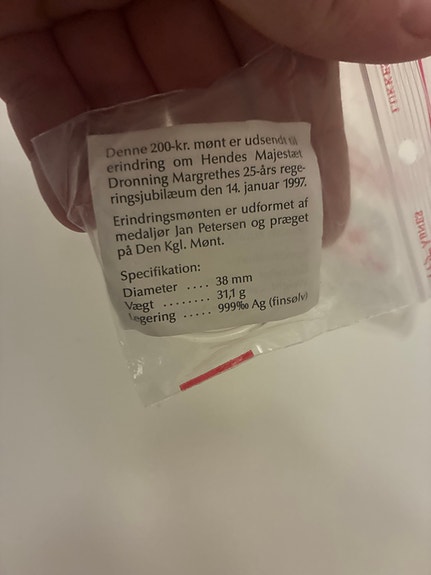 Denne 200-kr. mønt er udsendt til
erindring om Hendes Majestæt
Dronning Margrethes 25-års rege-
ringsjubilæum den 14. januar 1997.
Erindringsmønten er udformet af
medaljør Jan Petersen og præget
på Den Kgl. Mønt.
Specifikation:
Diameter .... 38 mm
Vægt ........ 31,1 g
Legering ..... 999‰ Ag (finsølv)